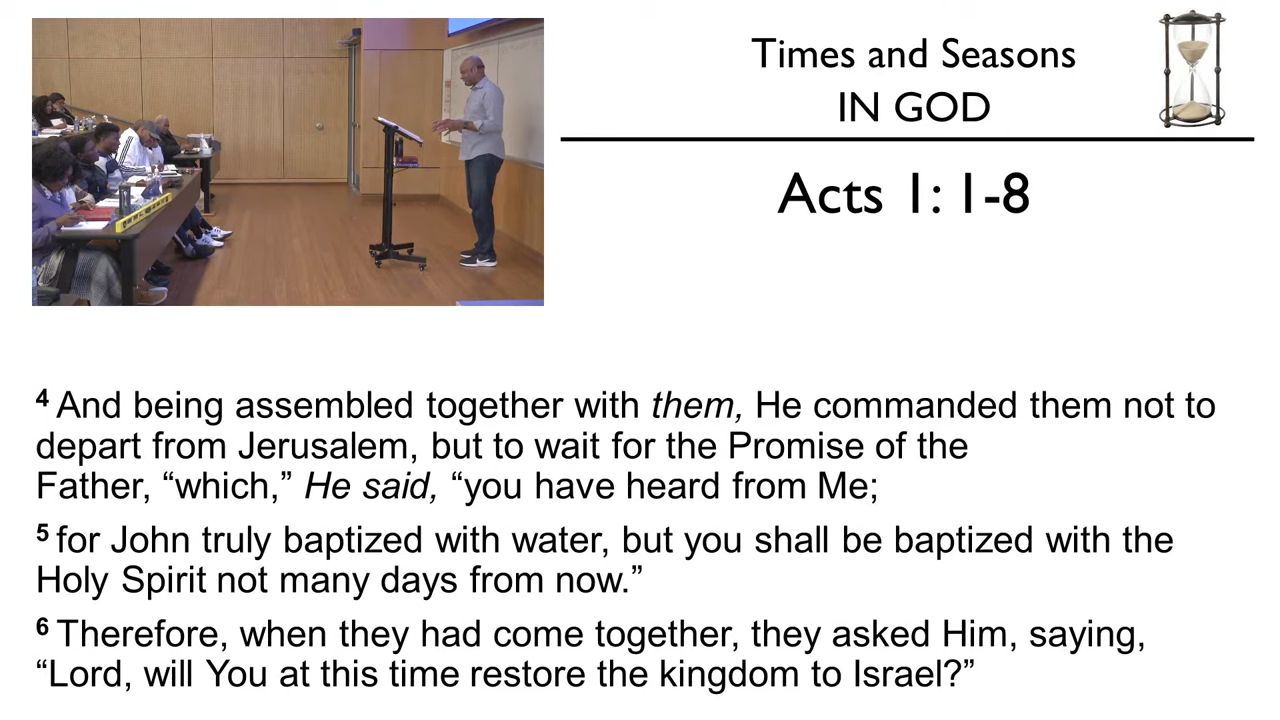 Times and Seasons
IN GOD
Acts 1: 1-8
4 And being assembled together with them, He commanded them not to
depart from Jerusalem, but to wait for the Promise of the
Father, “which,” He said, “you have heard from Me;
5 for John truly baptized with water, but you shall be baptized with the
Holy Spirit not many days from now.”
6 Therefore, when they had come together, they asked Him, saying,
“Lord, will You at this time restore the kingdom to Israel?”